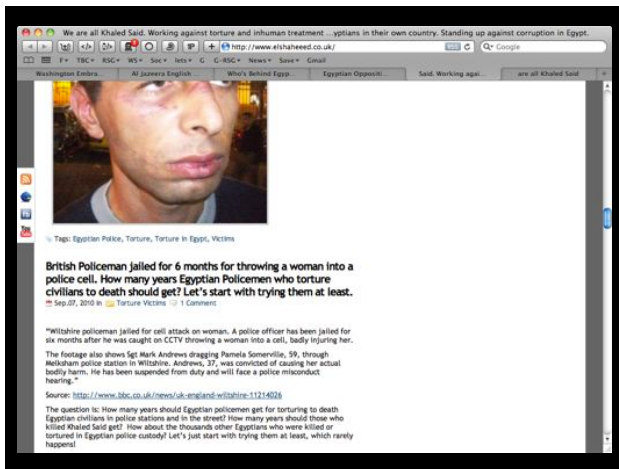 We are all Khaled Said. Working against torture and inhuman treatment ...yptians in their own country. Standing up against corruption in Egypt.
http://www.elshaheeed.co.uk/
Google
F▾ TBC▾ RSG▾ WS▾ Soc▾ lets▾ G G-RSG▾ News▾ Save▾ Gmail
Washington Embra... Al Jazeera English... Who's Behind Egyp... Egyptian Oppositi... Said. Working agai... are all Khaled Said
Tags: Egyptian Police, Torture, Torture in Egypt, Victims
British Policeman jailed for 6 months for throwing a woman into a
police cell. How many years Egyptian Policemen who torture
civilians to death should get? Let's start with trying them at least.
Sep.07, 2010 in Torture Victims 1 Comment
"Wiltshire policeman jailed for cell attack on woman. A police officer has been jailed for
six months after he was caught on CCTV throwing a woman into a cell, badly injuring her.
The footage also shows Sgt Mark Andrews dragging Pamela Somerville, 59, through
Melksham police station in Wiltshire. Andrews, 37, was convicted of causing her actual
bodily harm. He has been suspended from duty and will face a police misconduct
hearing."
Source: http://www.bbc.co.uk/news/uk-england-wiltshire-11214026
The question is: How many years should Egyptian policemen get for torturing to death
Egyptian civilians in police stations and in the street? How many years should those who
killed Khaled Said get? How about the thousands other Egyptians who were killed or
tortured in Egyptian police custody? Let's just start with trying them at least, which rarely
happens!